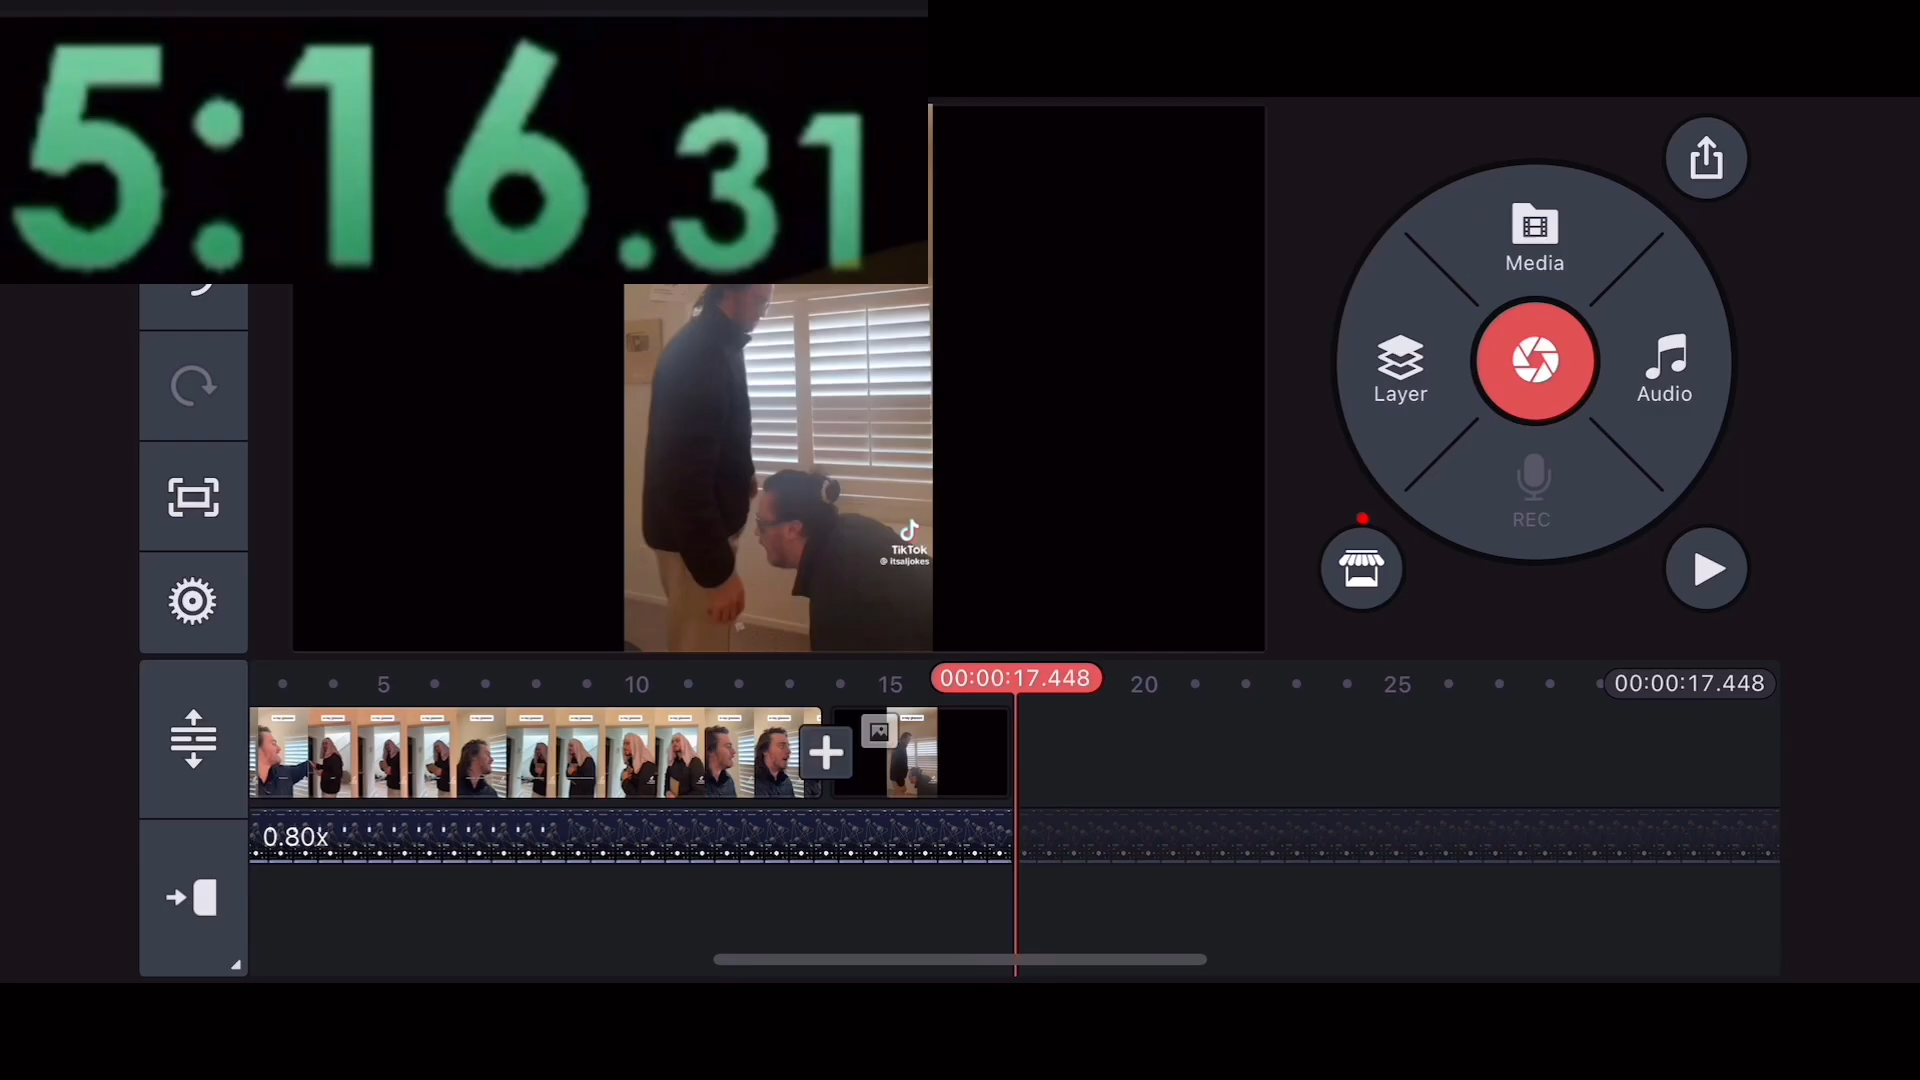 5:16.31
Media
Layer
Audio
REC
TikTok
@itsaljokes
5
10
15
00:00:17.448
20
25
00:00:17.448
0.80x